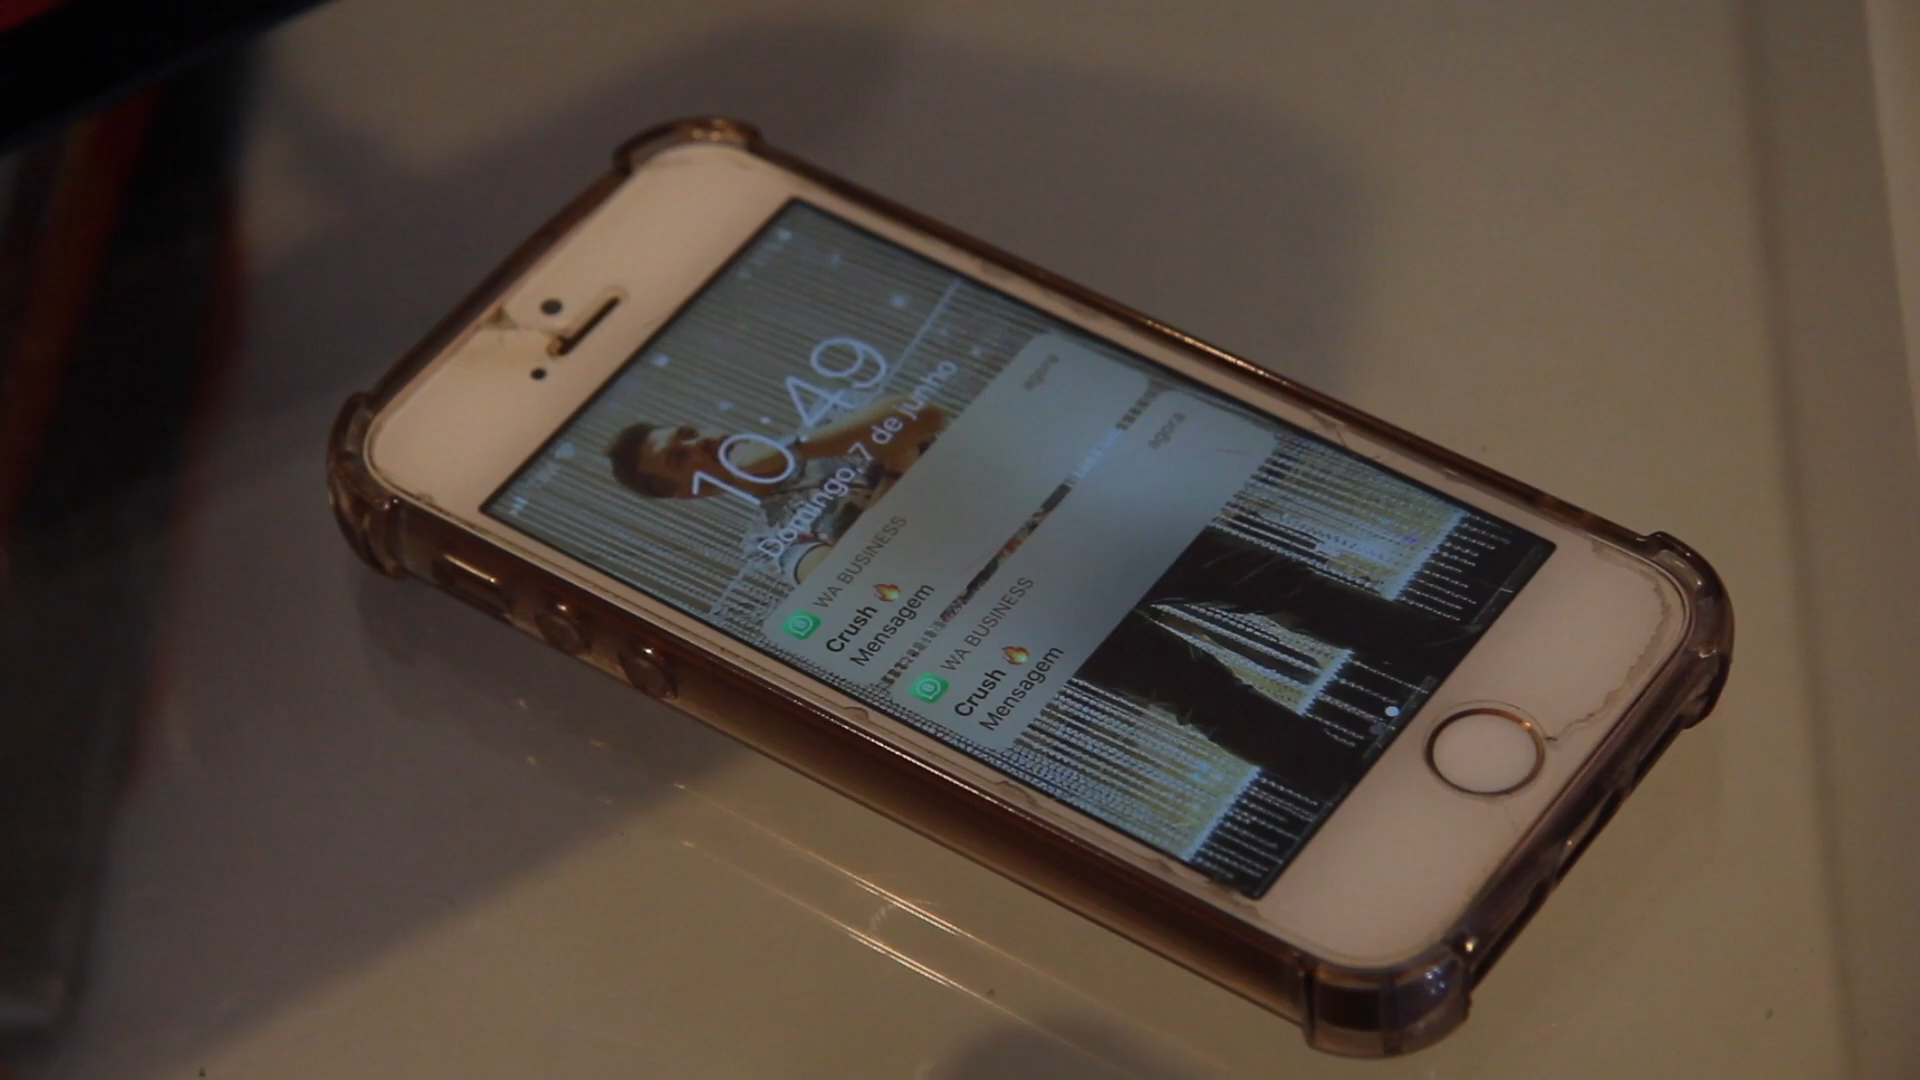 10:49
Domingo, 7 de junho
WA BUSINESS agora
Crush 🔥
Mensagem
WA BUSINESS agora
Crush 🔥
Mensagem